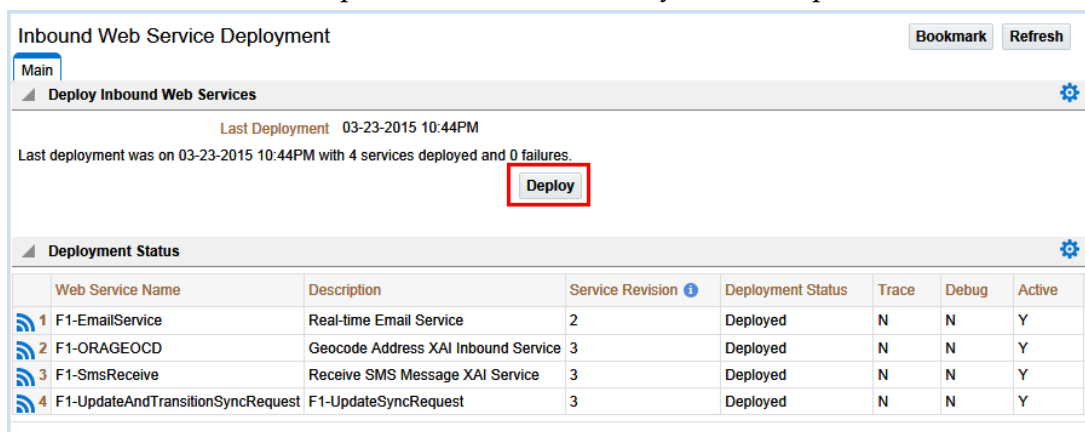 Inbound Web Service Deployment Bookmark Refresh
Main
Deploy Inbound Web Services
Last Deployment 03-23-2015 10:44PM
Last deployment was on 03-23-2015 10:44PM with 4 services deployed and 0 failures.
Deploy
Deployment Status
Web Service Name Description Service Revision Deployment Status Trace Debug Active
1 F1-EmailService Real-time Email Service 2 Deployed N N Y
2 F1-ORAGEOCD Geocode Address XAI Inbound Service 3 Deployed N N Y
3 F1-SmsReceive Receive SMS Message XAI Service 3 Deployed N N Y
4 F1-UpdateAndTransitionSyncRequest F1-UpdateSyncRequest 3 Deployed N N Y